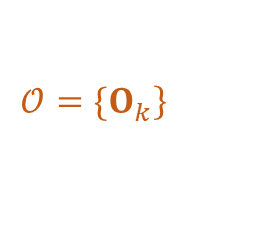 𝒪 = {𝐎ₖ}